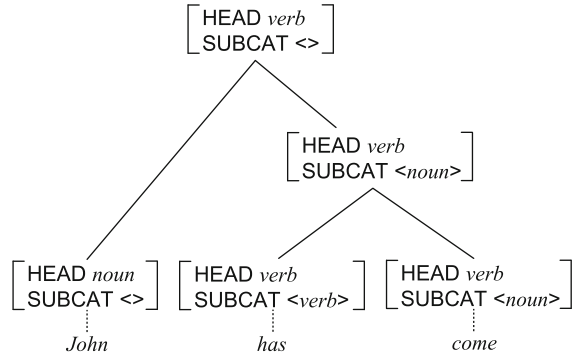 HEAD verb
SUBCAT <>
HEAD verb
SUBCAT <noun>
HEAD noun
SUBCAT <>
HEAD verb
SUBCAT <verb>
HEAD verb
SUBCAT <noun>
John
has
come